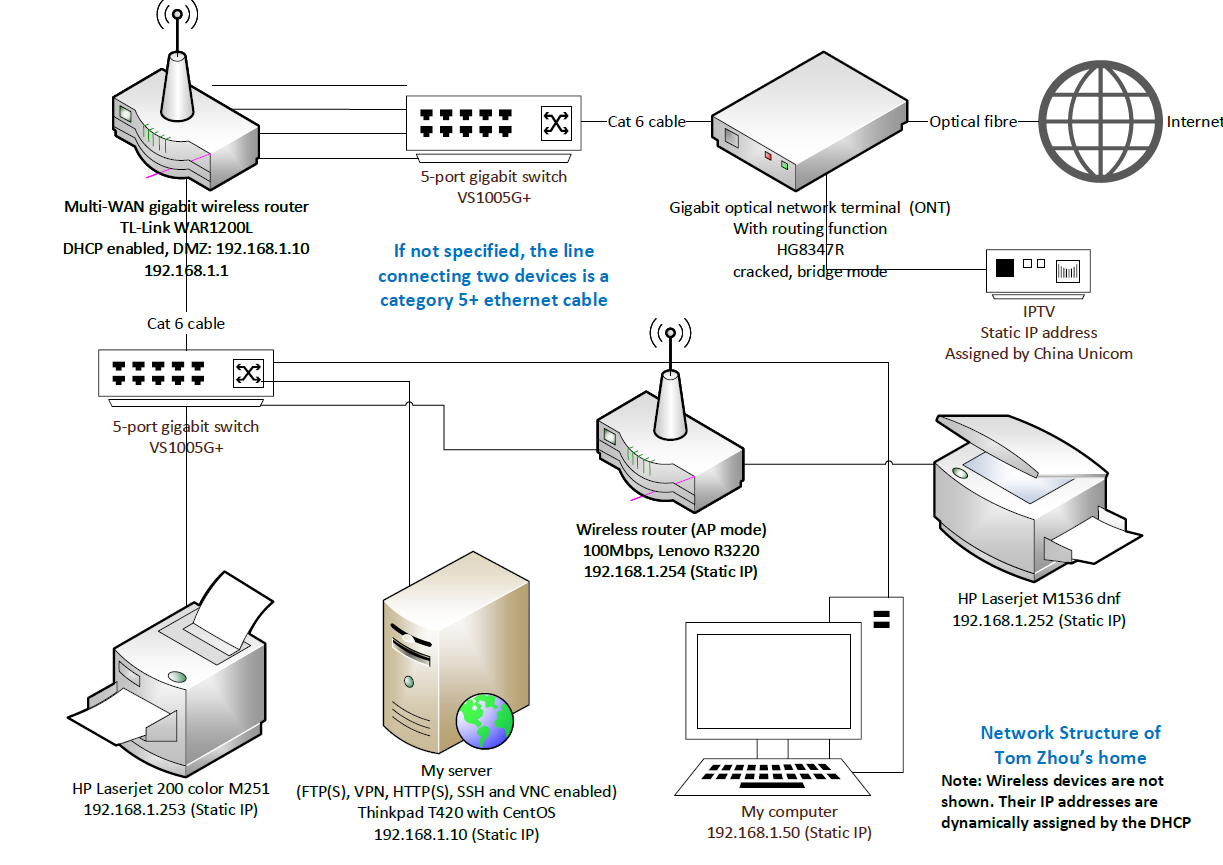 Cat 6 cable
Optical fibre
Internet
5-port gigabit switch
VS1005G+
Multi-WAN gigabit wireless router
TL-Link WAR1200L
DHCP enabled, DMZ: 192.168.1.10
192.168.1.1
Gigabit optical network terminal (ONT)
With routing function
HG8347R
cracked, bridge mode
If not specified, the line
connecting two devices is a
category 5+ ethernet cable
IPTV
Static IP address
Assigned by China Unicom
Cat 6 cable
5-port gigabit switch
VS1005G+
Wireless router (AP mode)
100Mbps, Lenovo R3220
192.168.1.254 (Static IP)
HP Laserjet M1536 dnf
192.168.1.252 (Static IP)
HP Laserjet 200 color M251
192.168.1.253 (Static IP)
My server
(FTP(S), VPN, HTTP(S), SSH and VNC enabled)
Thinkpad T420 with CentOS
192.168.1.10 (Static IP)
My computer
192.168.1.50 (Static IP)
Network Structure of
Tom Zhou's home
Note: Wireless devices are not
shown. Their IP addresses are
dynamically assigned by the DHCP